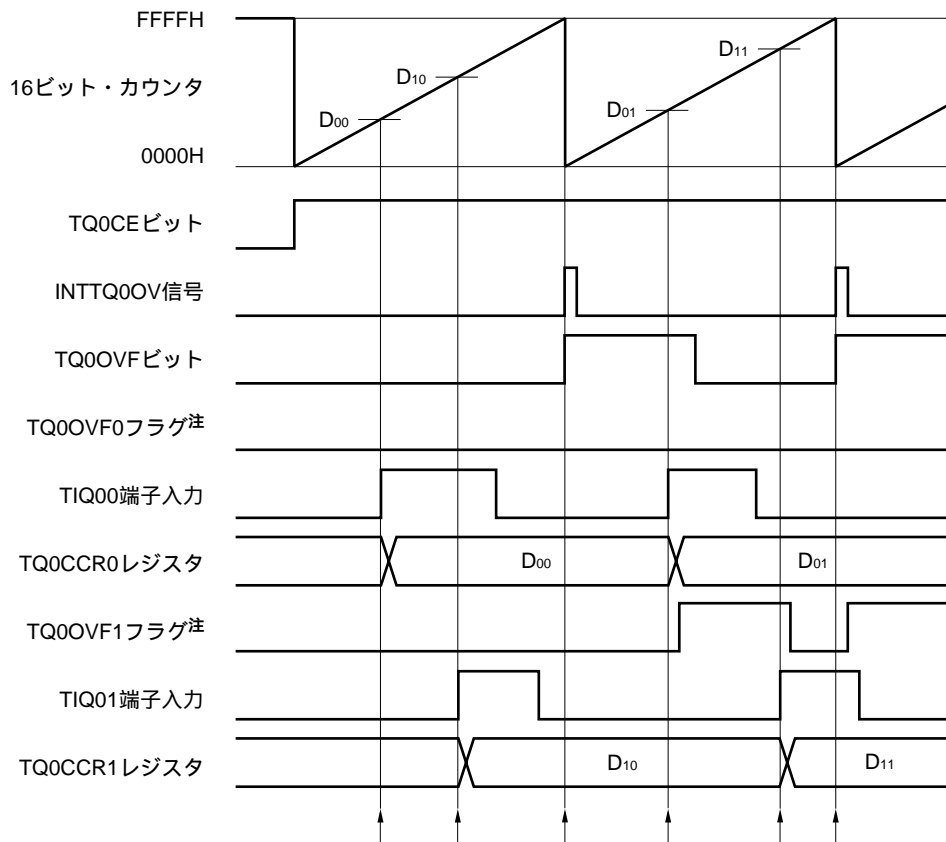 FFFFH
D11
D10
16ビット・カウンタ
D01
D00
0000H
TQ0CEビット
INTTQ0OV信号
TQ0OVFビット
TQ0OVF0フラグ注
TIQ00端子入力
TQ0CCR0レジスタ
D00
D01
TQ0OVF1フラグ注
TIQ01端子入力
TQ0CCR1レジスタ
D10
D11